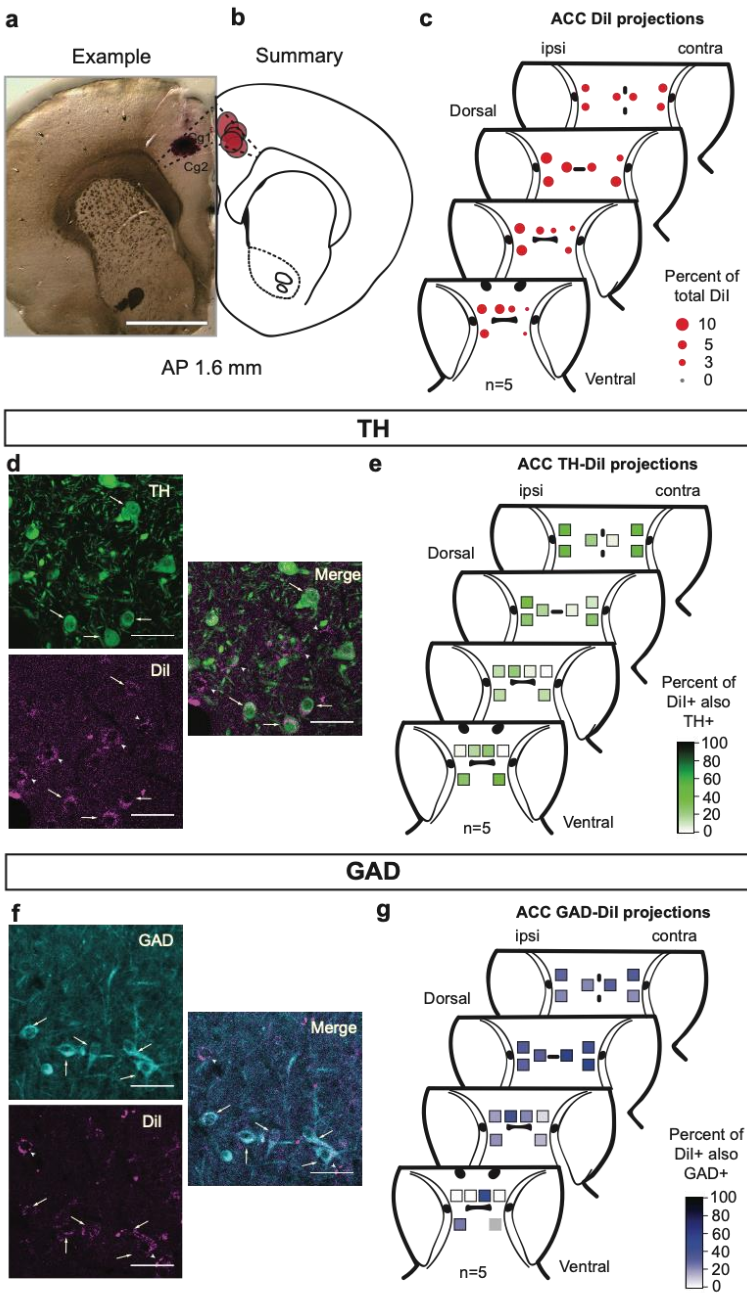 a
b
c
ACC DiI projections
Example
Summary
ipsi
contra
Dorsal
Cg1
Cg2
Percent of
total DiI
10
5
3
0
AP 1.6 mm
n=5
Ventral
TH
d
e
ACC TH-DiI projections
TH
ipsi
contra
Dorsal
Merge
DiI
Percent of
DiI+ also
TH+
100
80
60
40
20
0
n=5
Ventral
GAD
f
g
ACC GAD-DiI projections
GAD
ipsi
contra
Dorsal
Merge
DiI
Percent of
DiI+ also
GAD+
100
80
60
40
20
0
n=5
Ventral